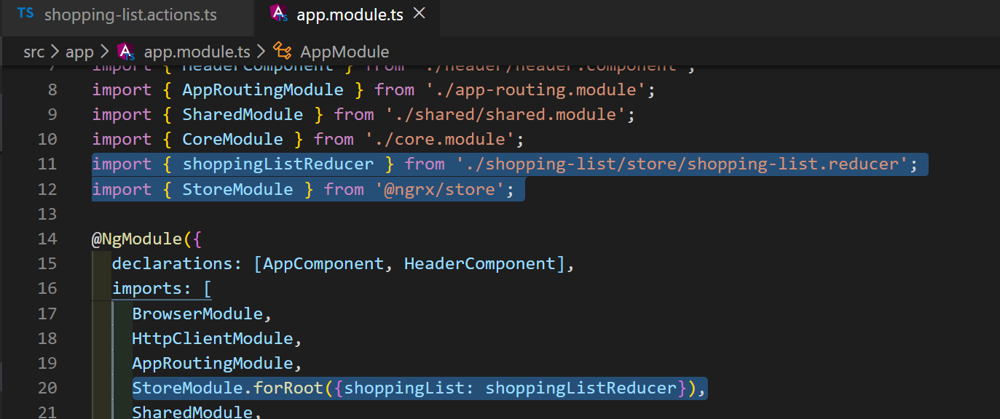 TS shopping-list.actions.ts app.module.ts
src > app > app.module.ts > AppModule
7 import { HeaderComponent } from './header/header.component';
8 import { AppRoutingModule } from './app-routing.module';
9 import { SharedModule } from './shared/shared.module';
10 import { CoreModule } from './core.module';
11 import { shoppingListReducer } from './shopping-list/store/shopping-list.reducer';
12 import { StoreModule } from '@ngrx/store';
13
14 @NgModule({
15 declarations: [AppComponent, HeaderComponent],
16 imports: [
17 BrowserModule,
18 HttpClientModule,
19 AppRoutingModule,
20 StoreModule.forRoot({shoppingList: shoppingListReducer}),
21 SharedModule,